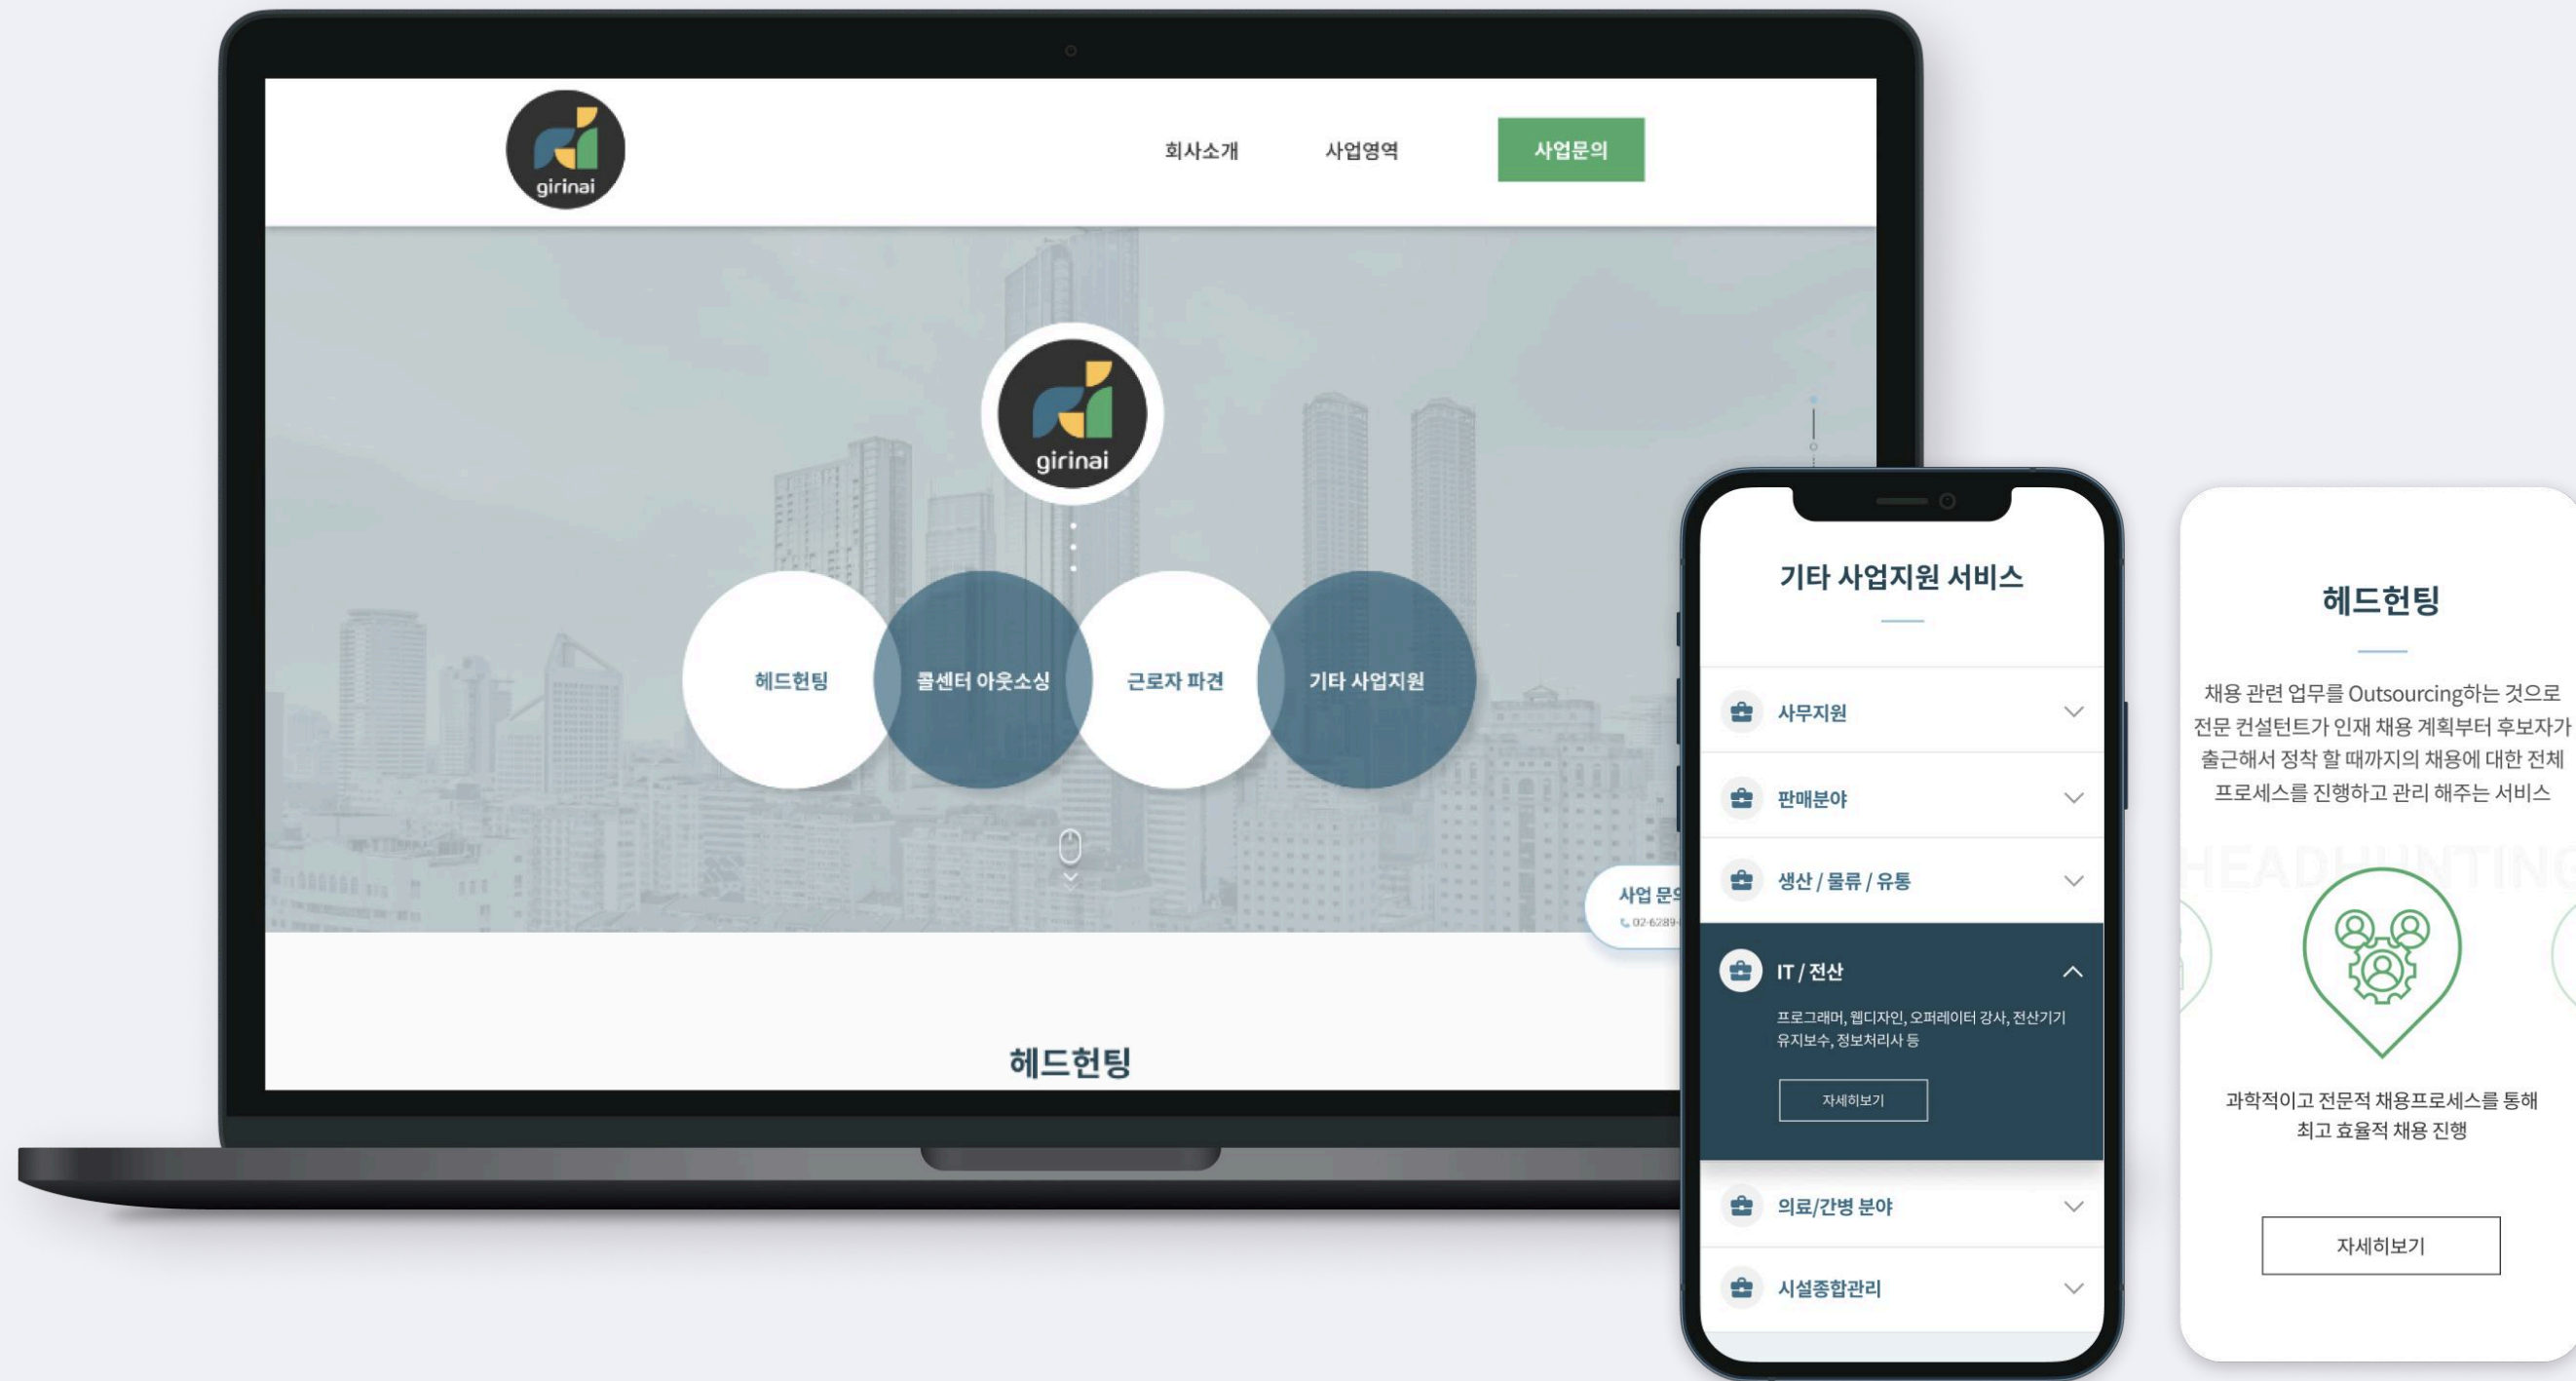 girinai
회사소개
사업영역
사업문의
girinai
헤드헌팅
콜센터 아웃소싱
근로자 파견
기타 사업지원
사업 문의
02-6289-
헤드헌팅
기타 사업지원 서비스
사무지원
판매분야
생산 / 물류 / 유통
IT / 전산
프로그래머, 웹디자인, 오퍼레이터 강사, 전산기기
유지보수, 정보처리사 등
자세히보기
의료/간병 분야
시설종합관리
헤드헌팅
채용 관련 업무를 Outsourcing하는 것으로
전문 컨설턴트가 인재 채용 계획부터 후보자가
출근해서 정착 할 때까지의 채용에 대한 전체
프로세스를 진행하고 관리 해주는 서비스
HEADHUNTING
과학적이고 전문적 채용프로세스를 통해
최고 효율적 채용 진행
자세히보기